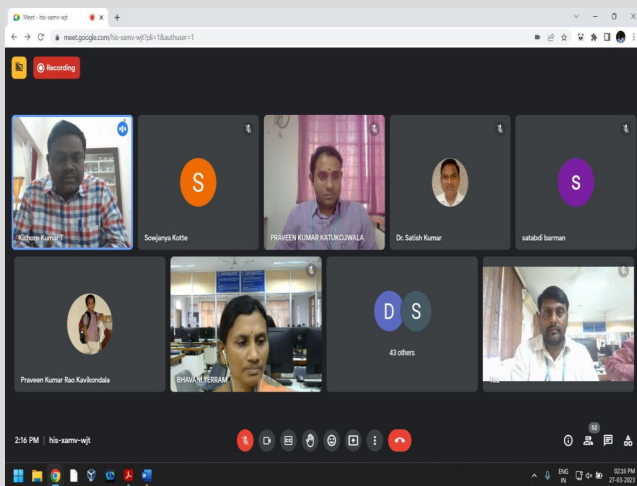 Meet - his-xamv-wjt
meet.google.com/his-xamv-wjt?pli=1&authuser=1
Recording
S
Kishore Kumar T
Sowjanya Kotte
PRAVEEN KUMAR KATUKOJWALA
Dr. Satish Kumar
S
satabdi barman
Praveen Kumar Rao Kavikondala
BHAVANI YERRAM
D S
43 others
You
2:16 PM | his-xamv-wjt
52
ENG
IN
02:16 PM
27-03-2023